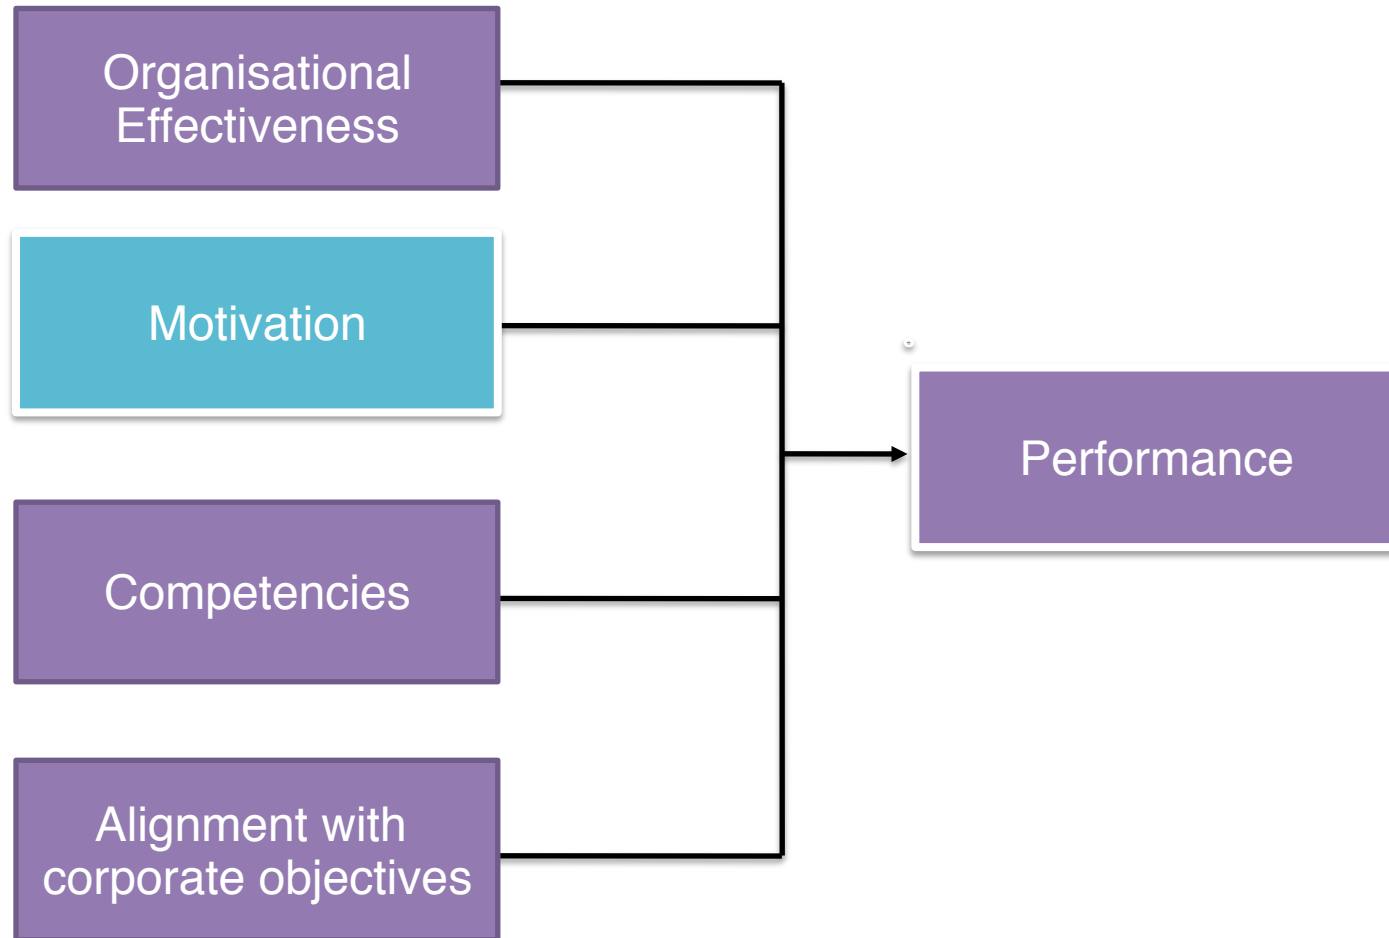 Organisational
Effectiveness
Motivation
Performance
Competencies
Alignment with
corporate objectives